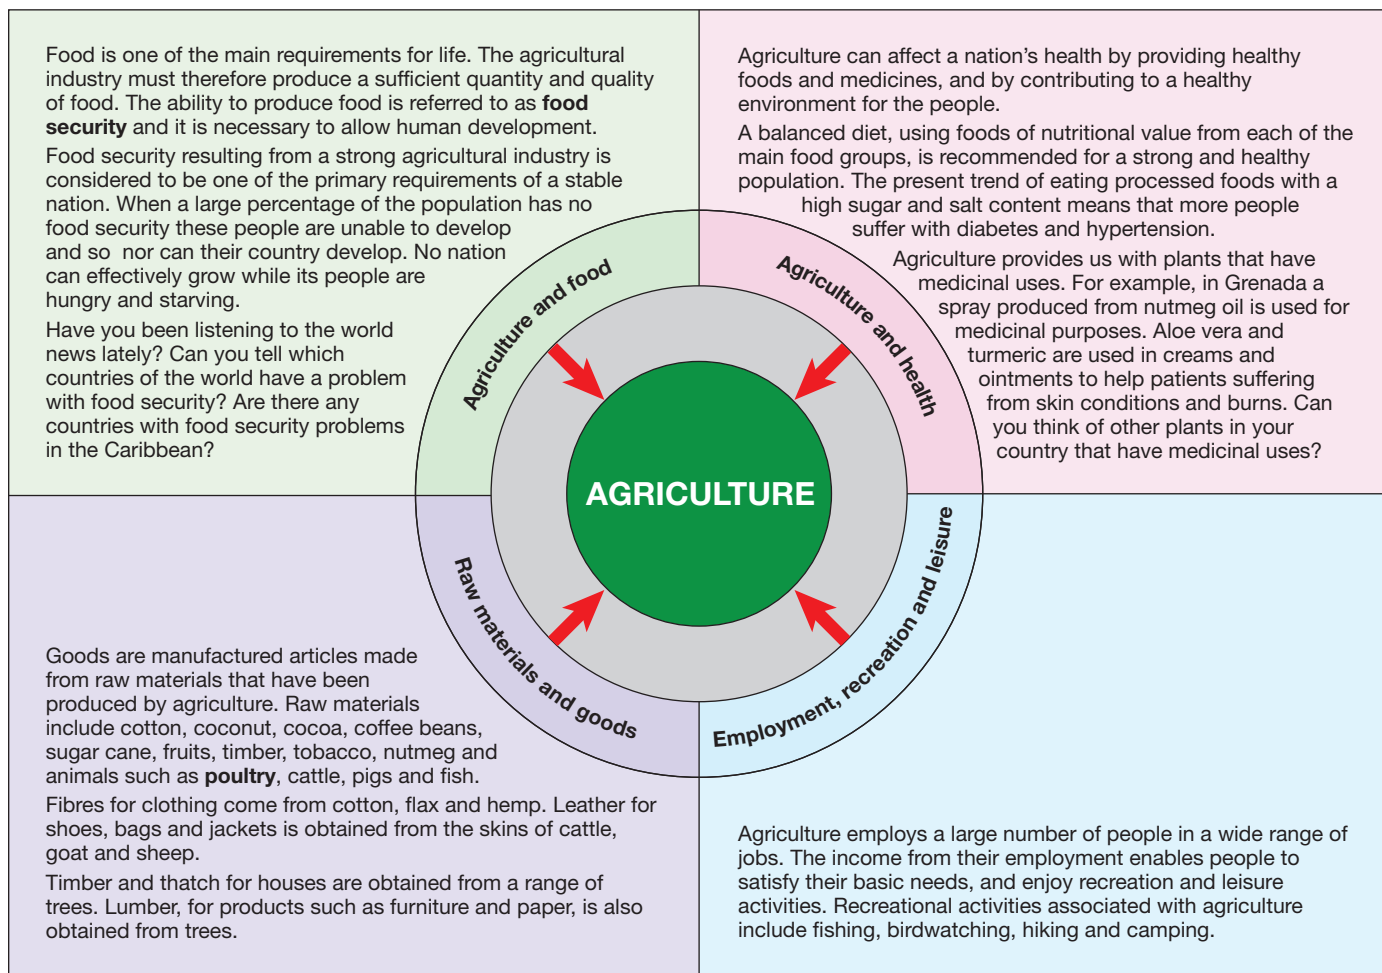 Food is one of the main requirements for life. The agricultural
industry must therefore produce a sufficient quantity and quality
of food. The ability to produce food is referred to as food
security and it is necessary to allow human development.
Food security resulting from a strong agricultural industry is
considered to be one of the primary requirements of a stable
nation. When a large percentage of the population has no
food security these people are unable to develop
and so  nor can their country develop. No nation
can effectively grow while its people are
hungry and starving.
Have you been listening to the world
news lately? Can you tell which
countries of the world have a problem
with food security? Are there any
countries with food security problems
in the Caribbean?
Agriculture can affect a nation’s health by providing healthy
foods and medicines, and by contributing to a healthy
environment for the people.
A balanced diet, using foods of nutritional value from each of the
main food groups, is recommended for a strong and healthy
population. The present trend of eating processed foods with a
high sugar and salt content means that more people
suffer with diabetes and hypertension.
Agriculture provides us with plants that have
medicinal uses. For example, in Grenada a
spray produced from nutmeg oil is used for
medicinal purposes. Aloe vera and
turmeric are used in creams and
ointments to help patients suffering
from skin conditions and burns. Can
you think of other plants in your
country that have medicinal uses?
Agriculture and food
Agriculture and health
AGRICULTURE
Raw materials and goods
Employment, recreation and leisure
Goods are manufactured articles made
from raw materials that have been
produced by agriculture. Raw materials
include cotton, coconut, cocoa, coffee beans,
sugar cane, fruits, timber, tobacco, nutmeg and
animals such as poultry, cattle, pigs and fish.
Fibres for clothing come from cotton, flax and hemp. Leather for
shoes, bags and jackets is obtained from the skins of cattle,
goat and sheep.
Timber and thatch for houses are obtained from a range of
trees. Lumber, for products such as furniture and paper, is also
obtained from trees.
Agriculture employs a large number of people in a wide range of
jobs. The income from their employment enables people to
satisfy their basic needs, and enjoy recreation and leisure
activities. Recreational activities associated with agriculture
include fishing, birdwatching, hiking and camping.